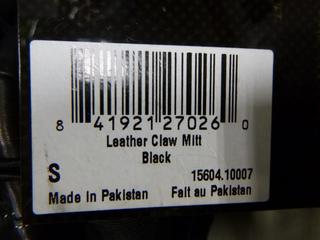 8 41921 27026 0
Leather Claw Mitt
Black
S 15604.10007
Made in Pakistan Fait au Pakistan